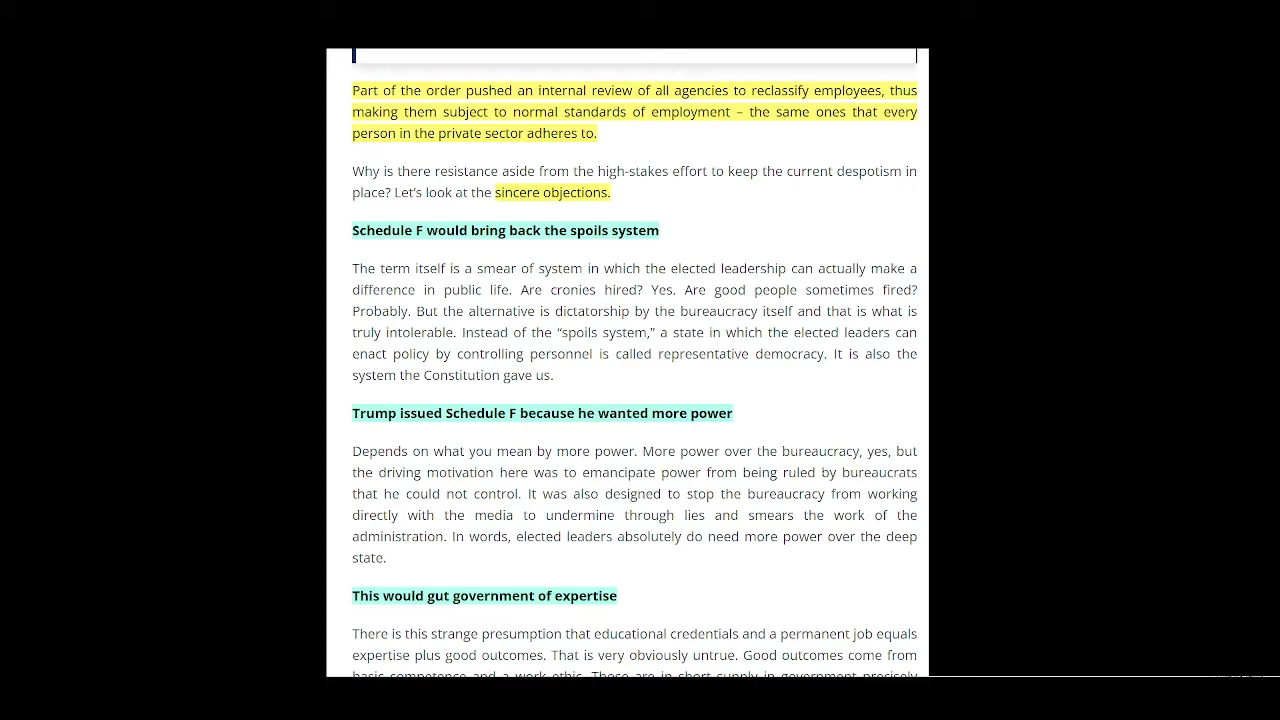 Part of the order pushed an internal review of all agencies to reclassify employees, thus
making them subject to normal standards of employment – the same ones that every
person in the private sector adheres to.
Why is there resistance aside from the high-stakes effort to keep the current despotism in
place? Let’s look at the sincere objections.
Schedule F would bring back the spoils system
The term itself is a smear of system in which the elected leadership can actually make a
difference in public life. Are cronies hired? Yes. Are good people sometimes fired?
Probably. But the alternative is dictatorship by the bureaucracy itself and that is what is
truly intolerable. Instead of the “spoils system,” a state in which the elected leaders can
enact policy by controlling personnel is called representative democracy. It is also the
system the Constitution gave us.
Trump issued Schedule F because he wanted more power
Depends on what you mean by more power. More power over the bureaucracy, yes, but
the driving motivation here was to emancipate power from being ruled by bureaucrats
that he could not control. It was also designed to stop the bureaucracy from working
directly with the media to undermine through lies and smears the work of the
administration. In words, elected leaders absolutely do need more power over the deep
state.
This would gut government of expertise
There is this strange presumption that educational credentials and a permanent job equals
expertise plus good outcomes. That is very obviously untrue. Good outcomes come from
basic competence and a work ethic. These are in short supply in government precisely